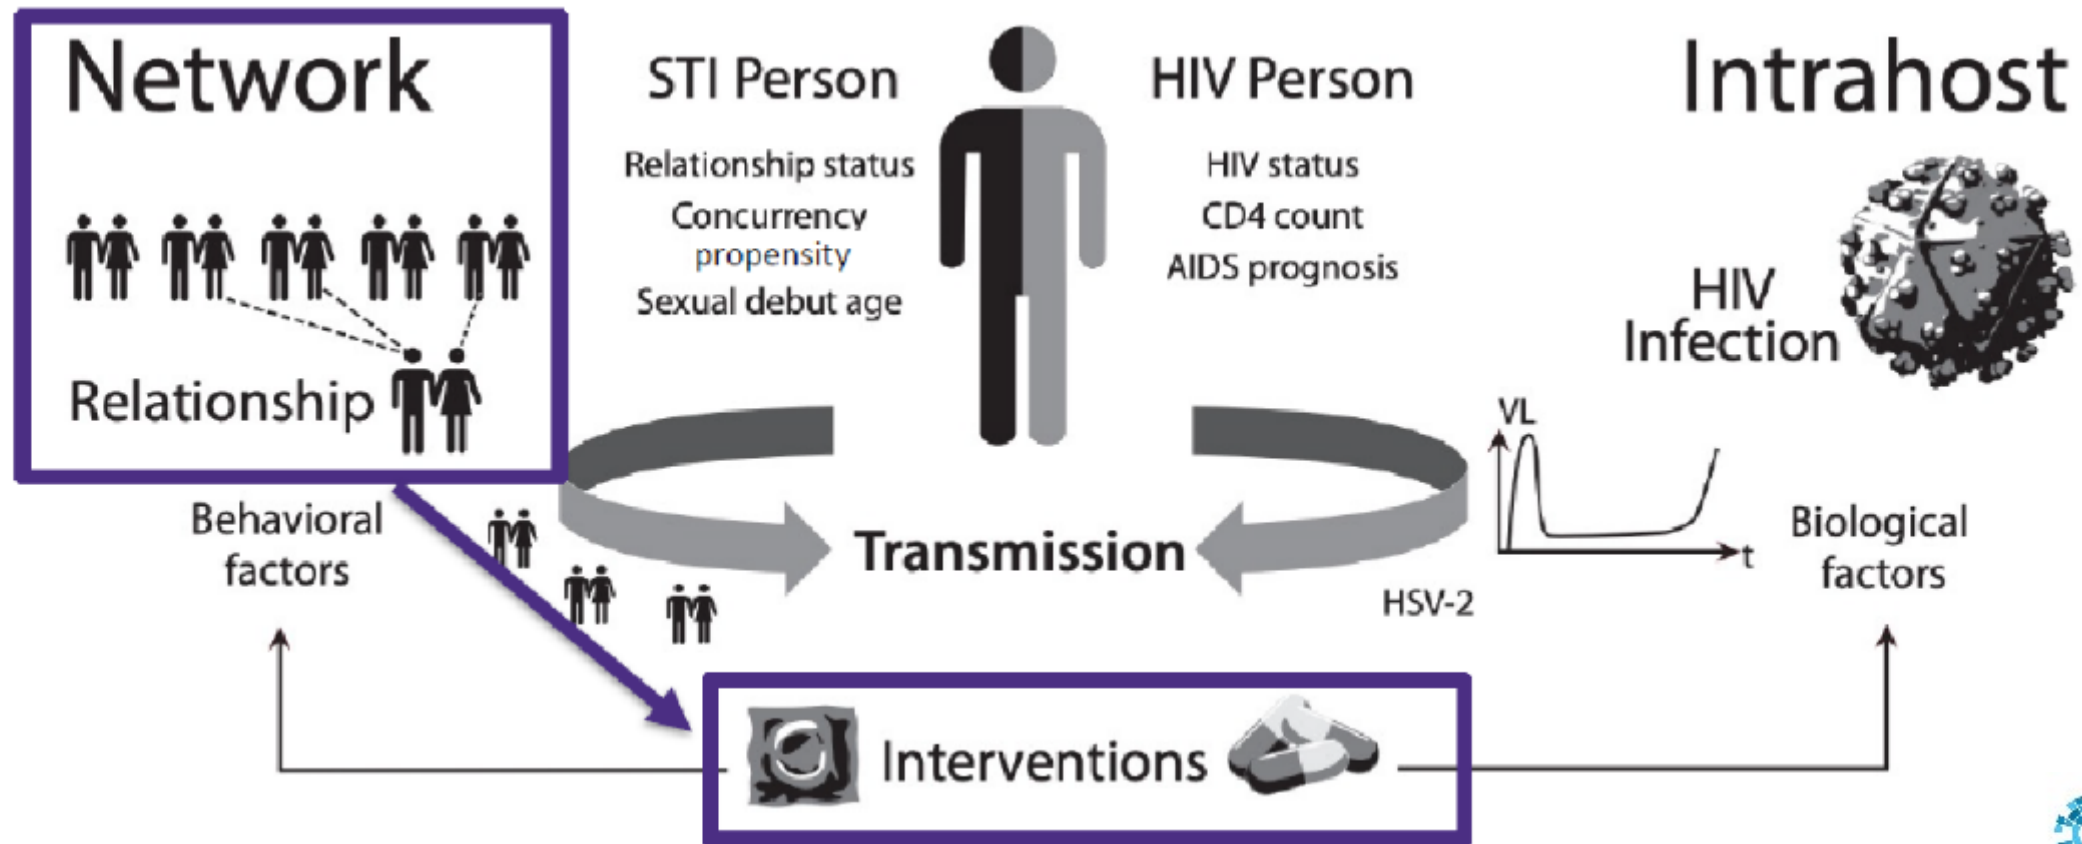 Network
Relationship
STI Person
Relationship status
Concurrency
propensity
Sexual debut age
HIV Person
HIV status
CD4 count
AIDS prognosis
Intrahost
HIV
Infection
VL
t
Behavioral
factors
Transmission
HSV-2
Biological
factors
Interventions